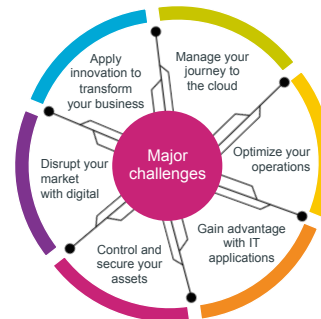 Apply
innovation to
transform
your business
Manage your
journey to
the cloud
Major
challenges
Disrupt your
market
with digital
Optimize your
operations
Control and
secure your
assets
Gain advantage
with IT
applications